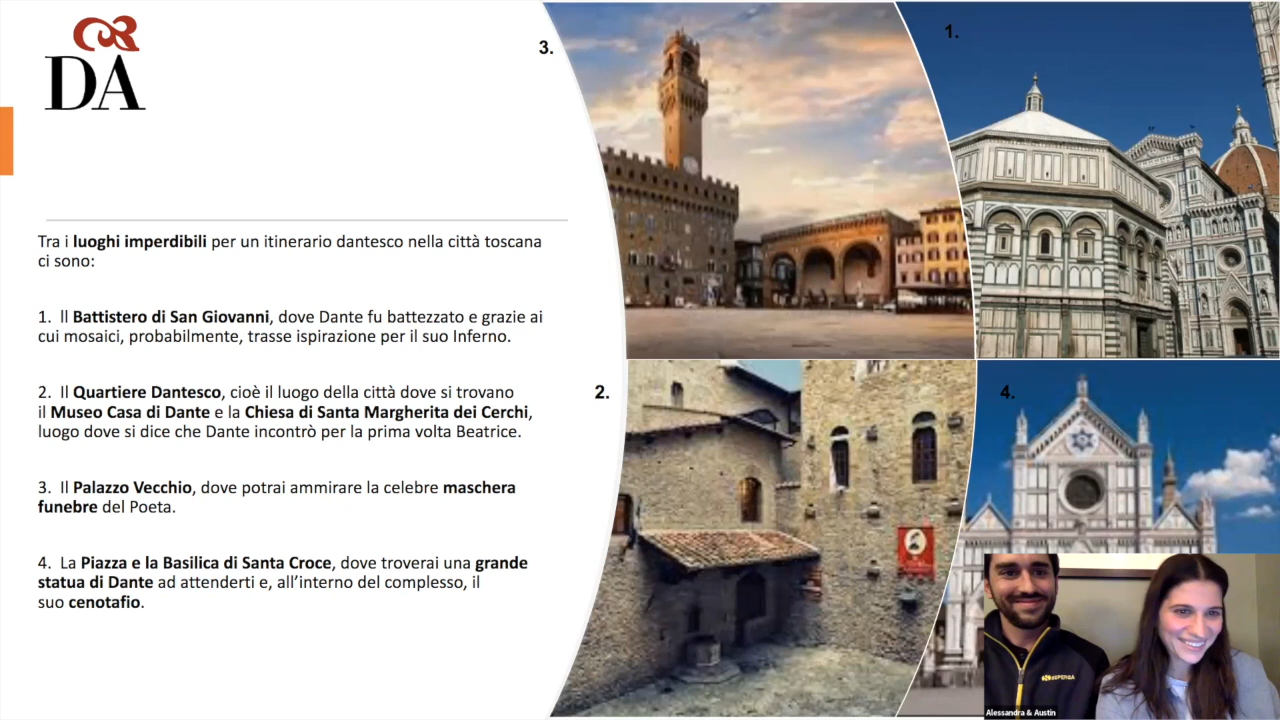 DA
Tra i luoghi imperdibili per un itinerario dantesco nella città toscana
ci sono:
1. Il Battistero di San Giovanni, dove Dante fu battezzato e grazie ai
cui mosaici, probabilmente, trasse ispirazione per il suo Inferno.
2. Il Quartiere Dantesco, cioè il luogo della città dove si trovano
il Museo Casa di Dante e la Chiesa di Santa Margherita dei Cerchi,
luogo dove si dice che Dante incontrò per la prima volta Beatrice.
3. Il Palazzo Vecchio, dove potrai ammirare la celebre maschera
funebre del Poeta.
4. La Piazza e la Basilica di Santa Croce, dove troverai una grande
statua di Dante ad attenderti e, all’interno del complesso, il
suo cenotafio.
3.
1.
2.
4.
SUPERGA
Alessandra & Austin